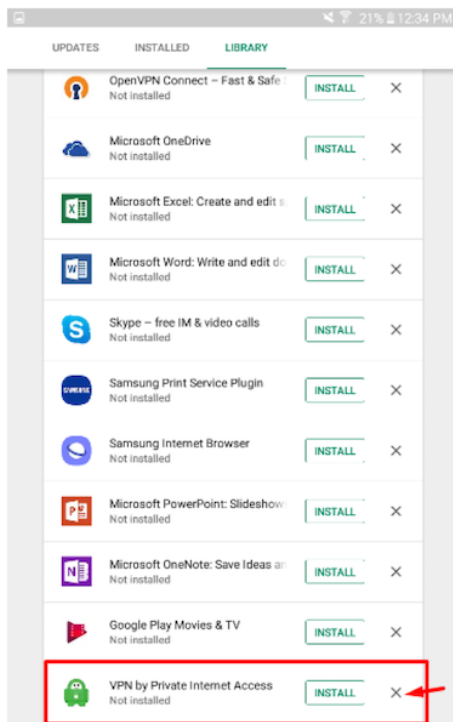 21% 12:34 PM
UPDATES INSTALLED LIBRARY
OpenVPN Connect – Fast & Safe
Not installed
INSTALL
Microsoft OneDrive
Not installed
INSTALL
Microsoft Excel: Create and edit s
Not installed
INSTALL
Microsoft Word: Write and edit do
Not installed
INSTALL
Skype – free IM & video calls
Not installed
INSTALL
SAMSUNG
Samsung Print Service Plugin
Not installed
INSTALL
Samsung Internet Browser
Not installed
INSTALL
Microsoft PowerPoint: Slideshow
Not installed
INSTALL
Microsoft OneNote: Save Ideas an
Not installed
INSTALL
Google Play Movies & TV
Not installed
INSTALL
VPN by Private Internet Access
Not installed
INSTALL